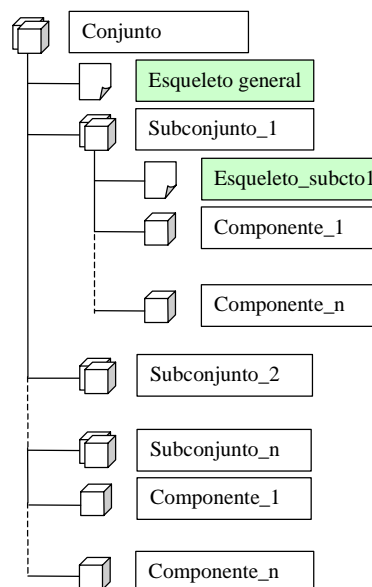 Conjunto
Esqueleto general
Subconjunto_1
Esqueleto_subcto1
Componente_1
Componente_n
Subconjunto_2
Subconjunto_n
Componente_1
Componente_n